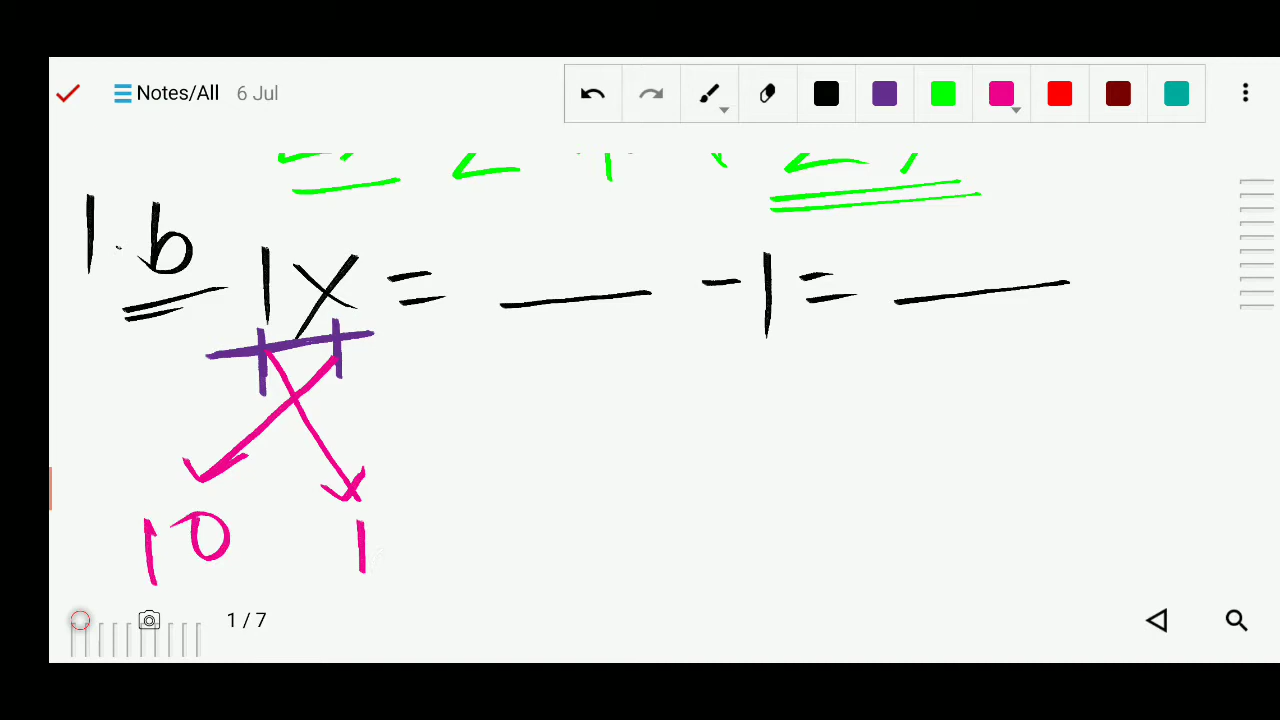 Notes/All 6 Jul
1.b 1X = ___ -1 = ___
10 1
1 / 7